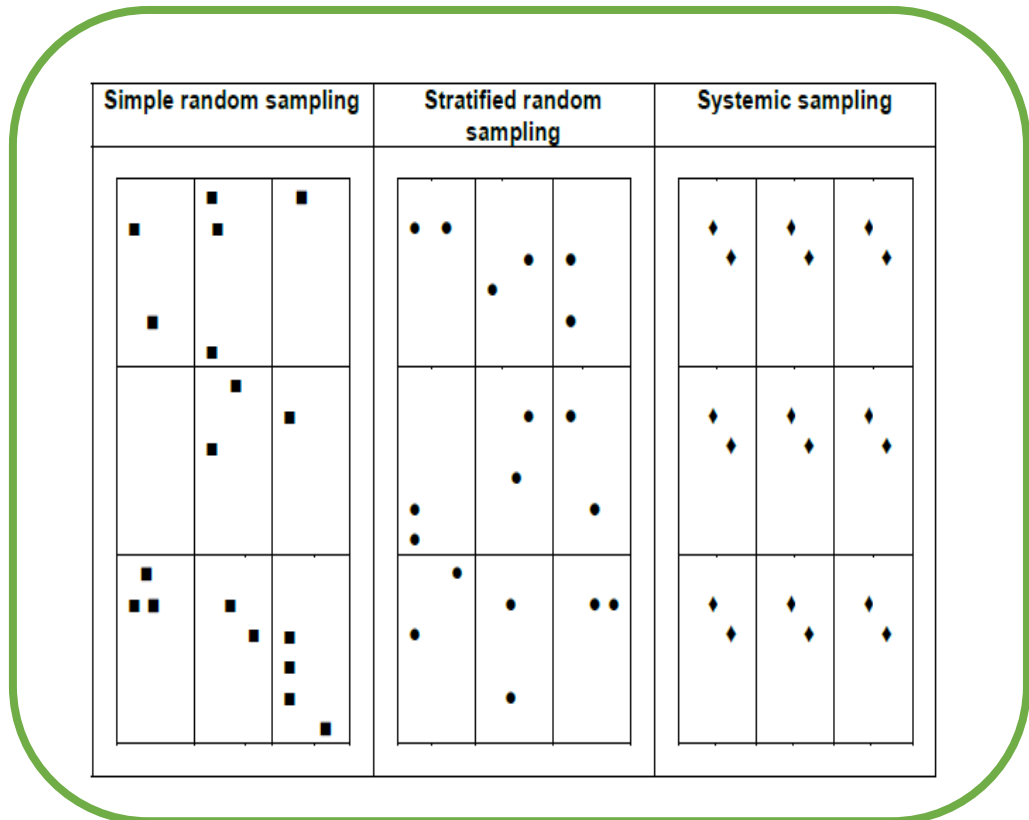 Simple random sampling
Stratified random
sampling
Systemic sampling